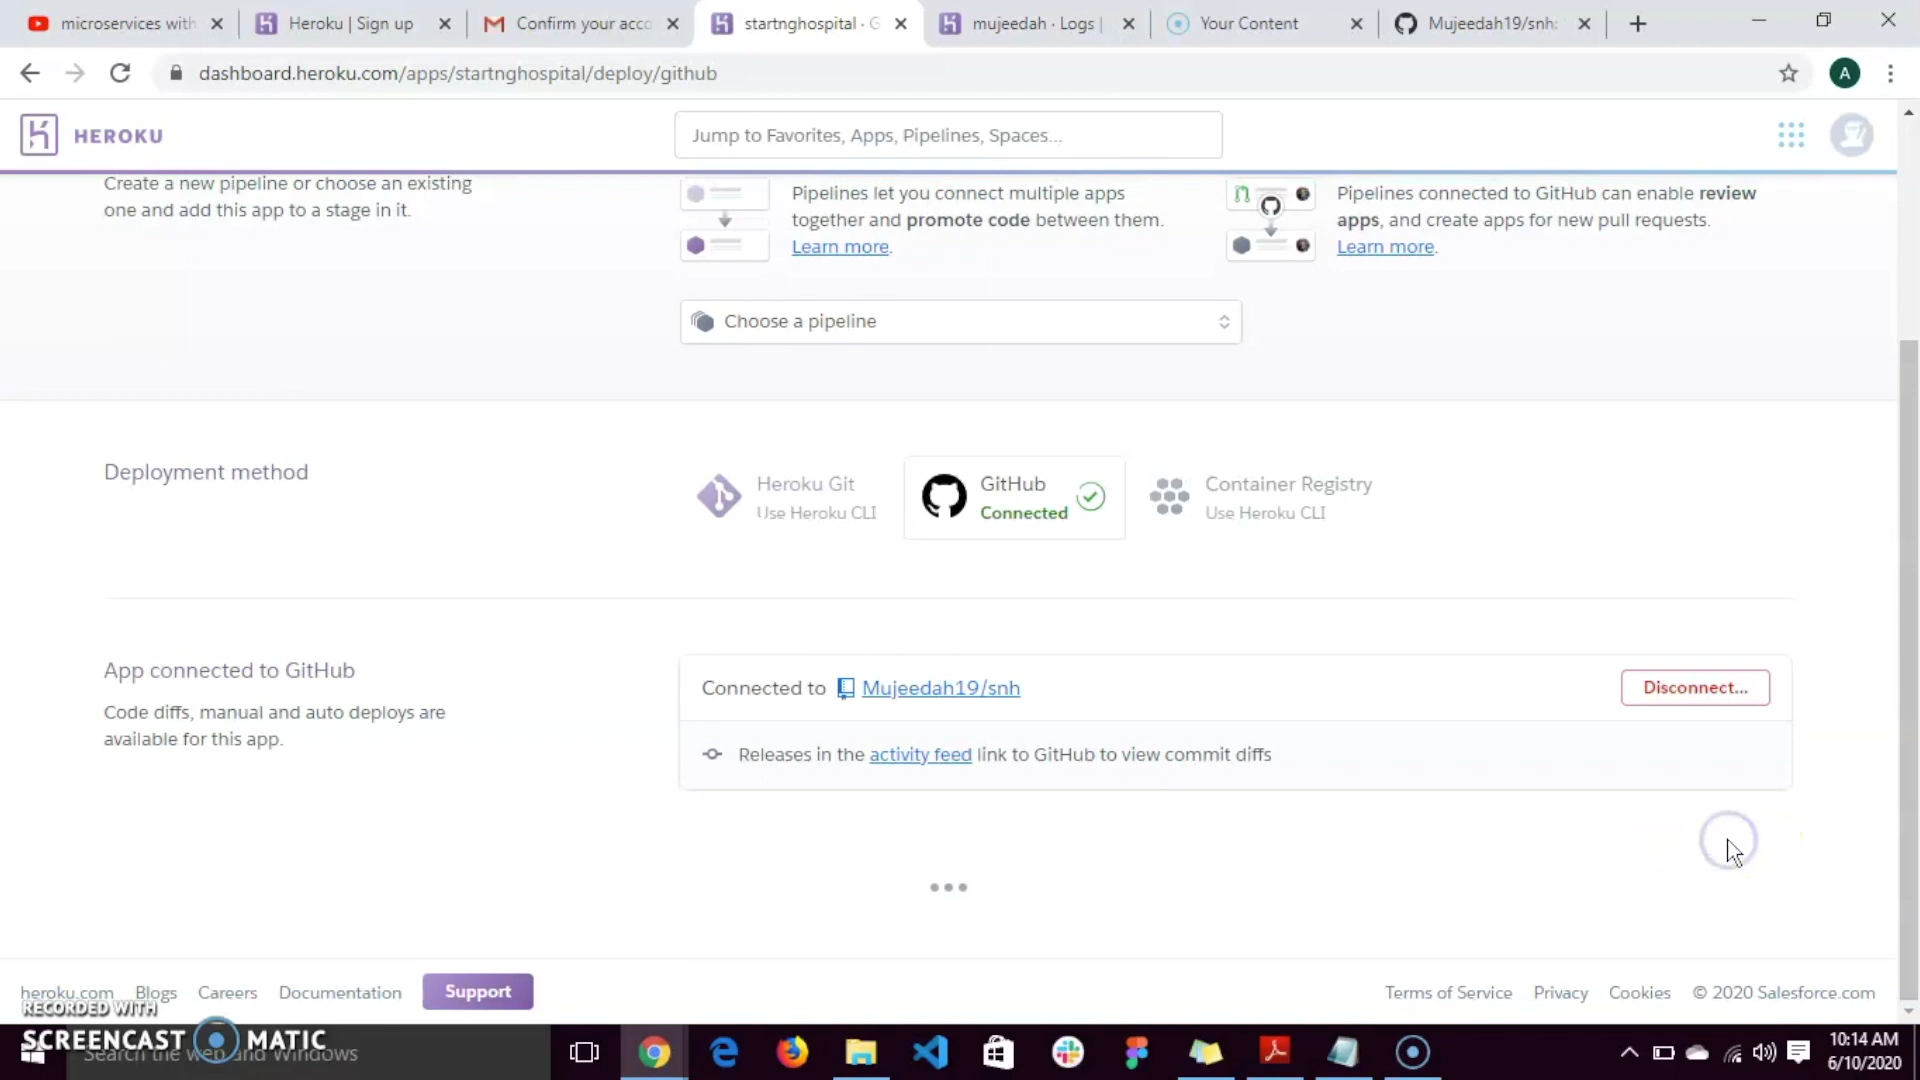 microservices with
Heroku | Sign up
Confirm your acco
startnghospital · G
mujeedah · Logs |
Your Content
Mujeedah19/snh:
dashboard.heroku.com/apps/startnghospital/deploy/github
A
HEROKU
Jump to Favorites, Apps, Pipelines, Spaces...
Create a new pipeline or choose an existing
one and add this app to a stage in it.
Pipelines let you connect multiple apps
together and promote code between them.
Learn more.
Pipelines connected to GitHub can enable review
apps, and create apps for new pull requests.
Learn more.
Choose a pipeline
Deployment method
Heroku Git
Use Heroku CLI
GitHub
Connected
Container Registry
Use Heroku CLI
App connected to GitHub
Code diffs, manual and auto deploys are
available for this app.
Connected to Mujeedah19/snh
Disconnect...
Releases in the activity feed link to GitHub to view commit diffs
heroku.com Blogs Careers Documentation Support
Terms of Service Privacy Cookies © 2020 Salesforce.com
RECORDED WITH
SCREENCAST MATIC
Search the web and Windows
10:14 AM
6/10/2020